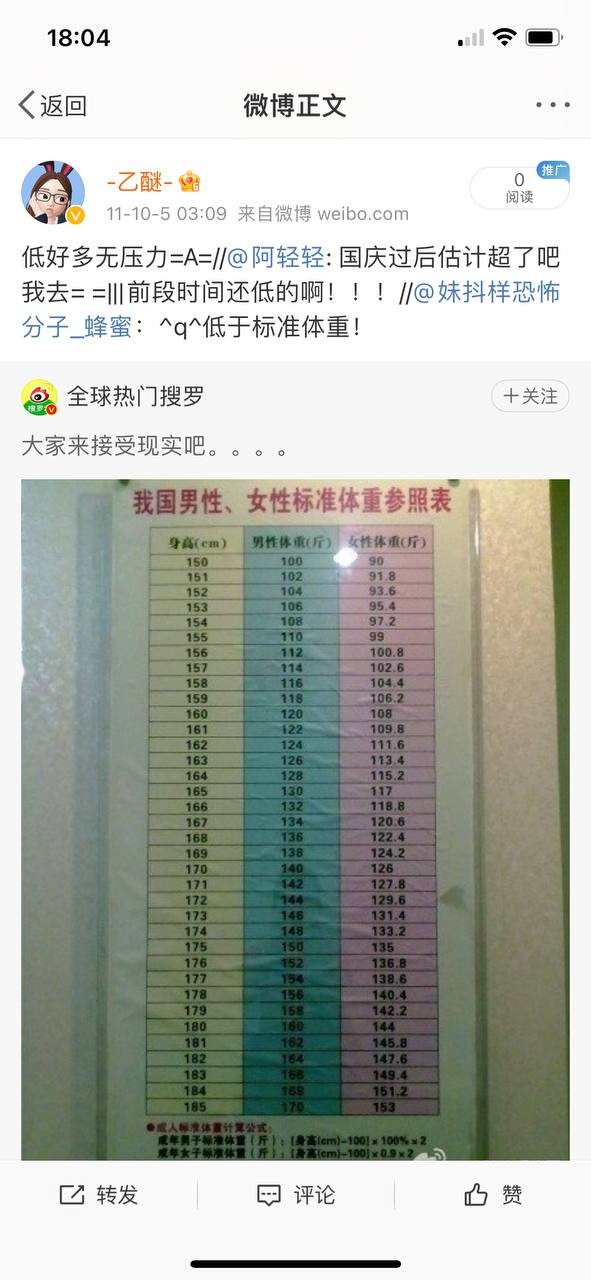 18:04
返回
微博正文
-乙醚-
推广
0
阅读
11-10-5 03:09 来自微博 weibo.com
低好多无压力=A=//@阿轻轻: 国庆过后估计超了吧
我去= =|||前段时间还低的啊！！！//@妹抖样恐怖
分子_蜂蜜：^q^低于标准体重！
全球热门搜罗
+关注
大家来接受现实吧。。。。
我国男性、女性标准体重参照表
身高(cm) 男性体重(斤) 女性体重(斤)
150 100 90
151 102 91.8
152 104 93.6
153 106 95.4
154 108 97.2
155 110 99
156 112 100.8
157 114 102.6
158 116 104.4
159 118 106.2
160 120 108
161 122 109.8
162 124 111.6
163 126 113.4
164 128 115.2
165 130 117
166 132 118.8
167 134 120.6
168 136 122.4
169 138 124.2
170 140 126
171 142 127.8
172 144 129.6
173 146 131.4
174 148 133.2
175 150 135
176 152 136.8
177 154 138.6
178 156 140.4
179 158 142.2
180 160 144
181 162 145.8
182 164 147.6
183 166 149.4
184 168 151.2
185 170 153
●成人标准体重计算公式：
成年男子标准体重（斤）：[身高(cm)-100]×100%×2
成年女子标准体重（斤）：[身高(cm)-100]×0.9×2
转发
评论
赞